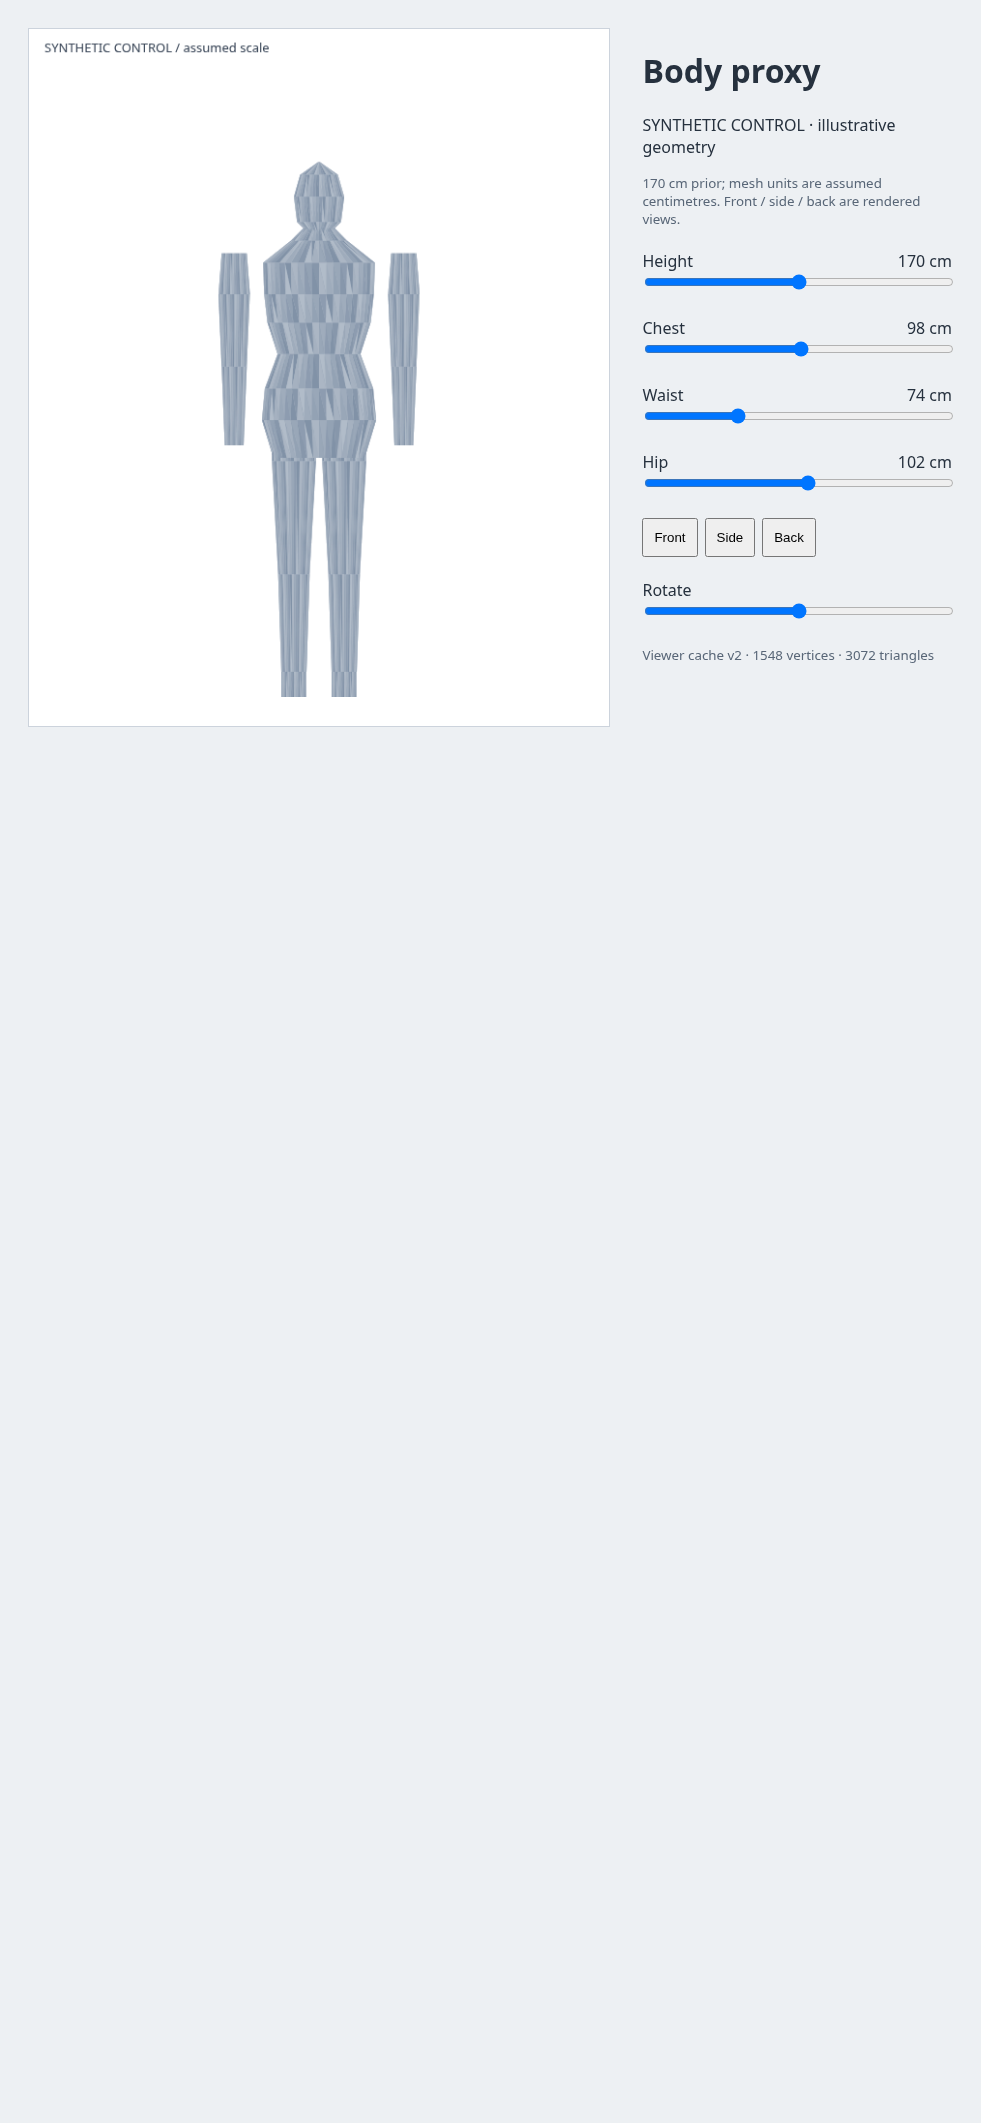 SYNTHETIC CONTROL / assumed scale
Body proxy
SYNTHETIC CONTROL · illustrative
geometry
170 cm prior; mesh units are assumed
centimetres. Front / side / back are rendered
views.
Height 170 cm
Chest 98 cm
Waist 74 cm
Hip 102 cm
Front Side Back
Rotate
Viewer cache v2 · 1548 vertices · 3072 triangles